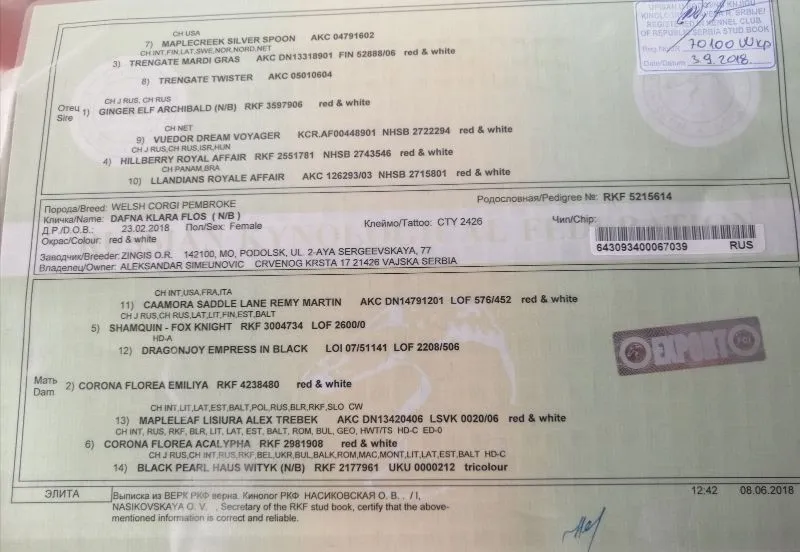 CH USA
7) MAPLECREEK SILVER SPOON AKC 04791602
CH.INT,FIN,LAT,SWE,NOR,NORD,NET
3) TRENGATE MARDI GRAS AKC DN13318901 FIN 52888/06 red & white
8) TRENGATE TWISTER AKC 05010604
CH J RUS, CH RUS
Отец
Sire
1) GINGER ELF ARCHIBALD (N/B) RKF 3597906 red & white
CH NET
9) VUEDOR DREAM VOYAGER KCR.AF00448901 NHSB 2722294 red & white
CH J RUS,CH RUS,ISR,HUN
4) HILLBERRY ROYAL AFFAIR RKF 2551781 NHSB 2743546 red & white
CH PANAM,BRA
10) LLANDIANS ROYALE AFFAIR AKC 126293/03 NHSB 2715801 red & white
KINOLO
REGISTERED IN KENNEL CLUB
OF REPUBLIC SERBIA STUD BOOK
70100 Wkp
Date/Datum: 3.9.2018.
Порода/Breed: WELSH CORGI PEMBROKE
Родословная/Pedigree №: RKF 5215614
Кличка/Name: DAFNA KLARA FLOS ( N/B )
Д.Р./D.O.B.: 23.02.2018 Пол/Sex: Female Клеймо/Tattoo: CTY 2426 Чип/Chip:
Окрас/Colour: red & white
643093400067039 RUS
Заводчик/Breeder: ZINGIS O.R. 142100, MO, PODOLSK, UL. 2-AYA SERGEEVSKAYA, 77
Владелец/Owner: ALEKSANDAR SIMEUNOVIC CRVENOG KRSTA 17 21426 VAJSKA SERBIA
CH INT,USA,FRA,ITA
11) CAAMORA SADDLE LANE REMY MARTIN AKC DN14791201 LOF 576/452 red & white
CH J RUS,CH RUS,LAT,LIT,FIN,EST,BALT
5) SHAMQUIN - FOX KNIGHT RKF 3004734 LOF 2600/0
HD-A
12) DRAGONJOY EMPRESS IN BLACK LOI 07/51141 LOF 2208/506
EXPORT
Мать
Dam
2) CORONA FLOREA EMILIYA RKF 4238480 red & white
CH INT,LIT,LAT,EST,BALT,POL,RUS,BLR,RKF,SLO CW
13) MAPLELEAF LISIURA ALEX TREBEK AKC DN13420406 LSVK 0020/06 red & white
CH INT, RUS, RKF, BLR, LIT, LAT, EST, BALT, ROM, BUL, GEO, HWT/TS HD-C ED-0
6) CORONA FLOREA ACALYPHA RKF 2981908 red & white
CH J RUS,CH INT,RUS,RKF,BEL,UKR,BUL,BALK,ROM,MAC,MONT,LIT,LAT,EST,BALT HD-C
14) BLACK PEARL HAUS WITYK (N/B) RKF 2177961 UKU 0000212 tricolour
ЭЛИТА
12:42 08.06.2018
Выписка из ВЕРК РКФ верна. Кинолог РКФ НАСИКОВСКАЯ О. В. . / I,
NASIKOVSKAYA O. V. , Secretary of the RKF stud book, certify that the above-
mentioned information is correct and reliable.